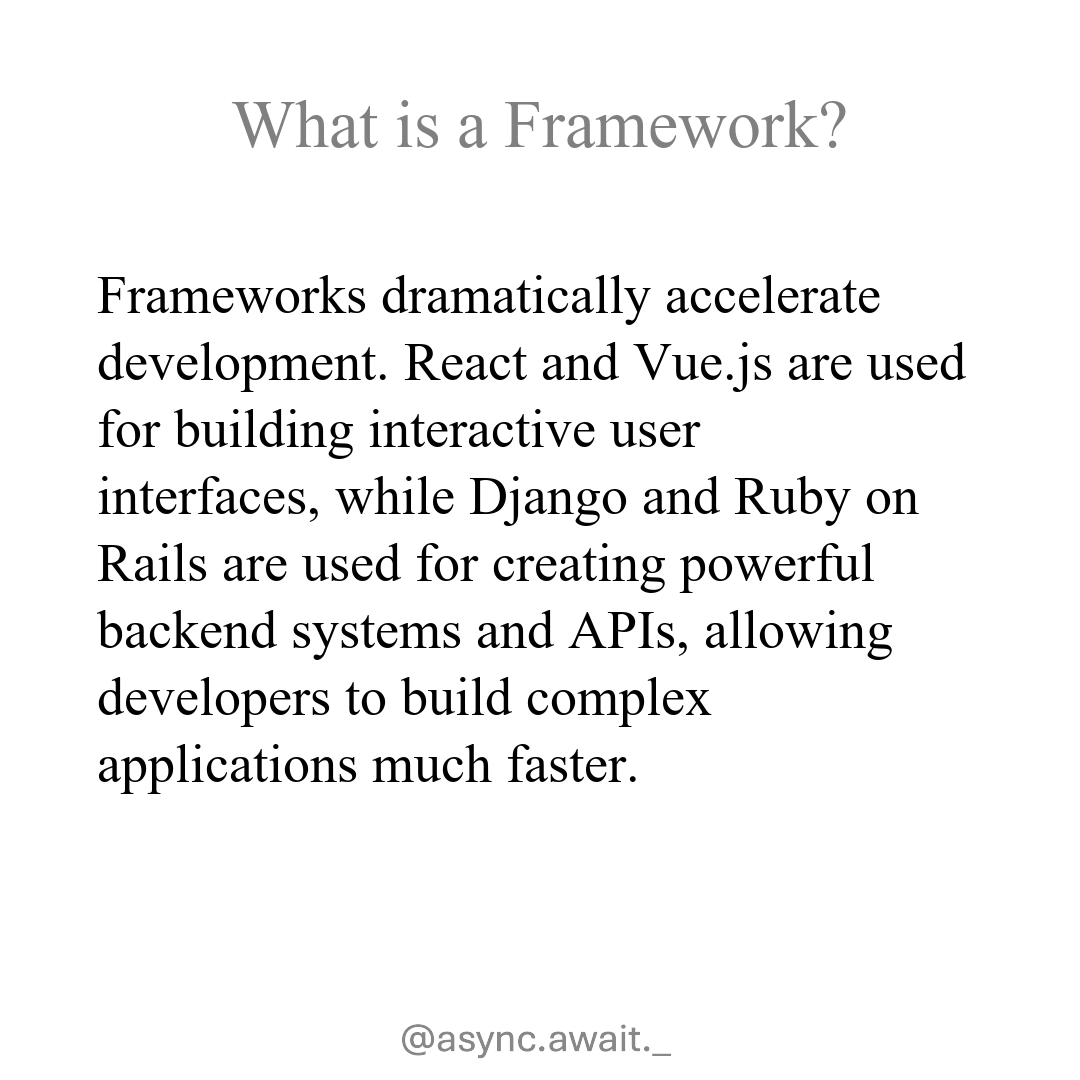 What is a Framework?
Frameworks dramatically accelerate
development. React and Vue.js are used
for building interactive user
interfaces, while Django and Ruby on
Rails are used for creating powerful
backend systems and APIs, allowing
developers to build complex
applications much faster.
@async.await._